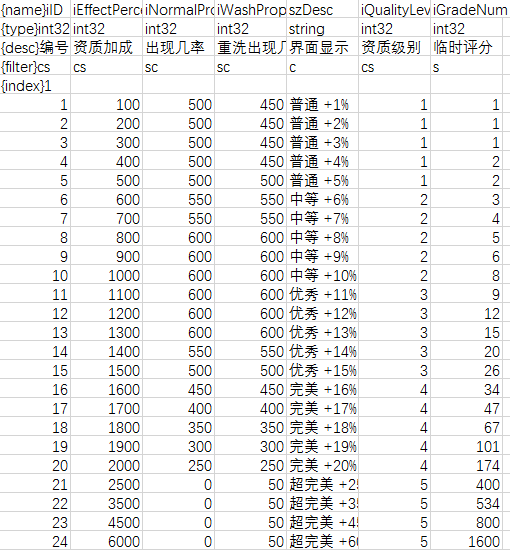 {name}iID iEffectPerce iNormalPro iWashProp szDesc iQualityLev iGradeNum
{type}int32 int32 int32 int32 string int32 int32
{desc}编号 资质加成 出现几率 重洗出现几 界面显示 资质级别 临时评分
{filter}cs cs sc sc c cs s
{index}1
1 100 500 450 普通 +1% 1 1
2 200 500 450 普通 +2% 1 1
3 300 500 450 普通 +3% 1 1
4 400 500 450 普通 +4% 1 2
5 500 500 450 普通 +5% 1 2
6 600 550 550 中等 +6% 2 3
7 700 550 550 中等 +7% 2 4
8 800 600 600 中等 +8% 2 5
9 900 600 600 中等 +9% 2 6
10 1000 600 600 中等 +10% 2 8
11 1100 600 600 优秀 +11% 3 9
12 1200 600 600 优秀 +12% 3 12
13 1300 600 600 优秀 +13% 3 15
14 1400 550 550 优秀 +14% 3 20
15 1500 500 600 优秀 +15% 3 26
16 1600 450 450 完美 +16% 4 34
17 1700 400 400 完美 +17% 4 47
18 1800 350 350 完美 +18% 4 67
19 1900 300 300 完美 +19% 4 101
20 2000 250 250 完美 +20% 4 174
21 2500 0 50 超完美 +25 5 400
22 3500 0 50 超完美 +35 5 534
23 4500 0 50 超完美 +45 5 800
24 6000 0 50 超完美 +60 5 1600